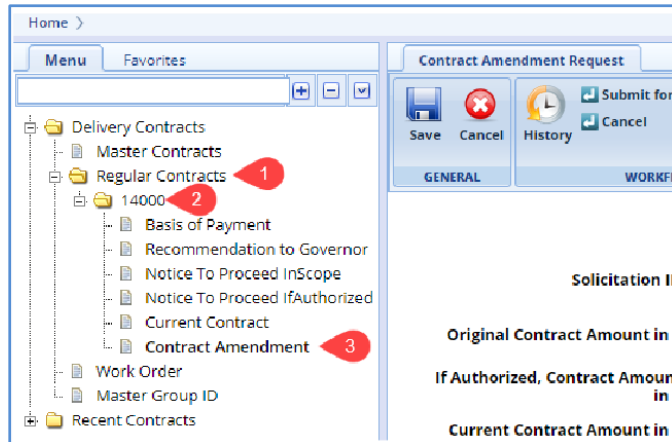 Home >
Menu Favorites
Delivery Contracts
Master Contracts
Regular Contracts 1
14000 2
Basis of Payment
Recommendation to Governor
Notice To Proceed InScope
Notice To Proceed IfAuthorized
Current Contract
Contract Amendment 3
Work Order
Master Group ID
Recent Contracts
Contract Amendment Request
Save Cancel History Submit for
Cancel
GENERAL
Solicitation
Original Contract Amount in
If Authorized, Contract
in
Current Contract Amount in